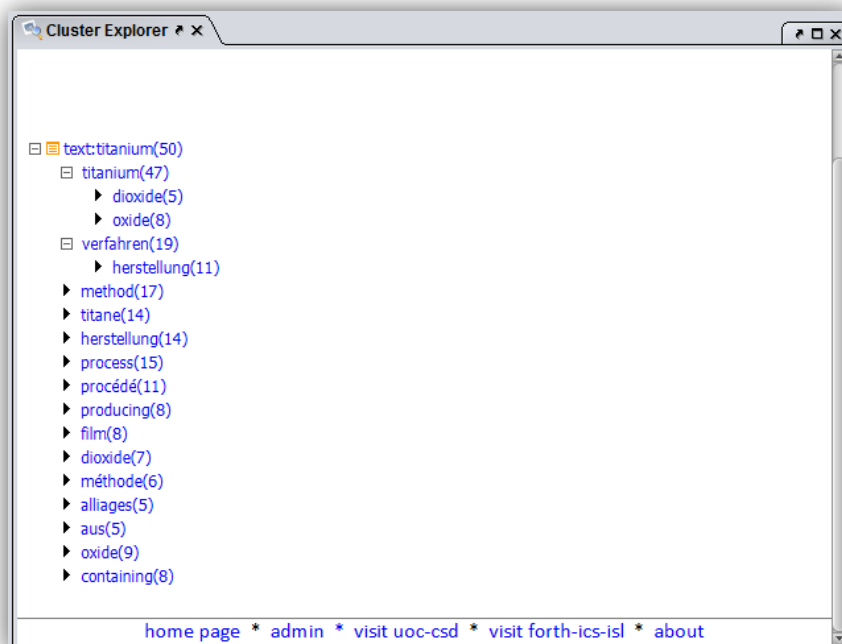 Cluster Explorer
text:titanium(50)
titanium(47)
dioxide(5)
oxide(8)
verfahren(19)
herstellung(11)
method(17)
titane(14)
herstellung(14)
process(15)
procédé(11)
producing(8)
film(8)
dioxide(7)
méthode(6)
alliages(5)
aus(5)
oxide(9)
containing(8)
home page * admin * visit uoc-csd * visit forth-ics-isl * about